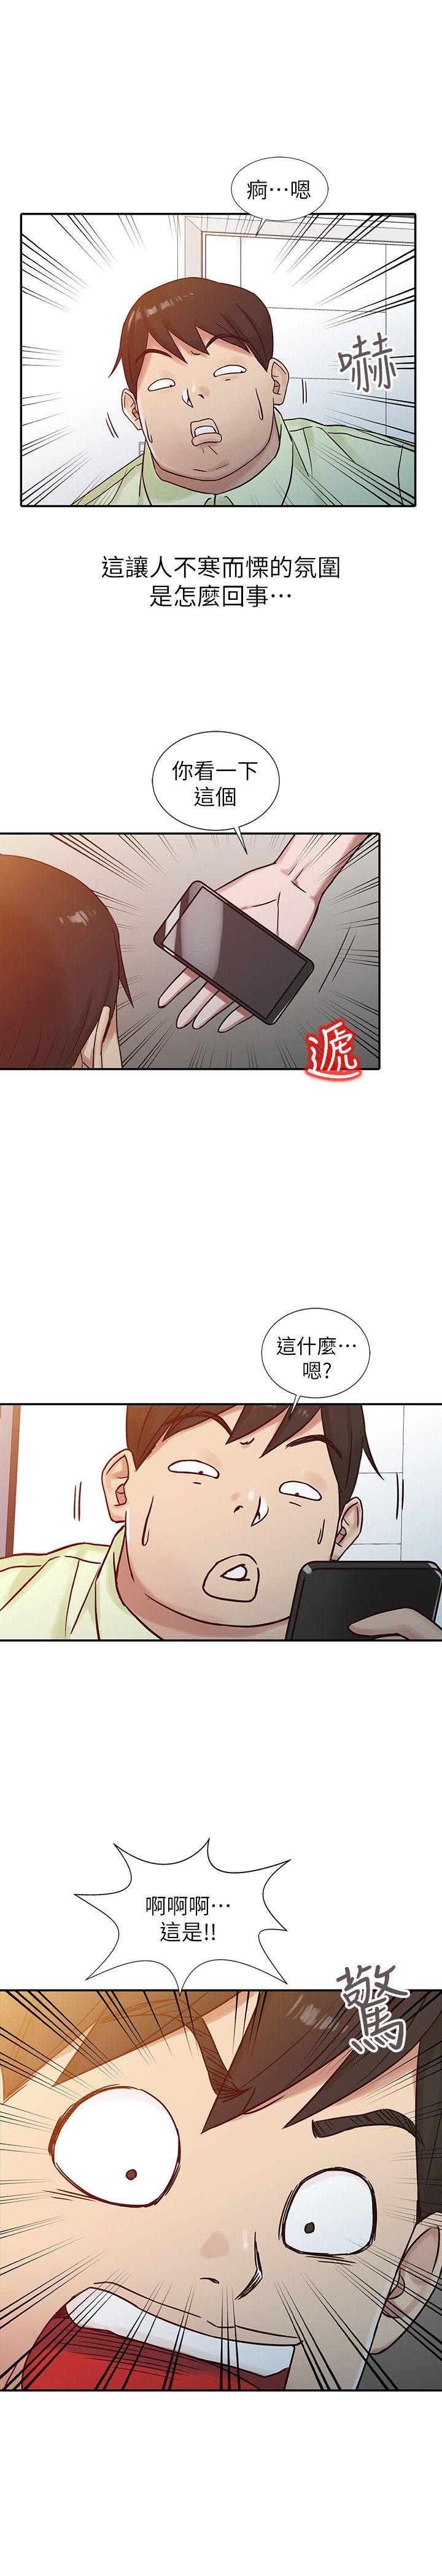 痾⋯嗯
嚇
這讓人不寒而慄的氛圍
是怎麼回事⋯
你看一下
這個
遞
這什麼⋯
嗯?
啊啊啊⋯
這是!!
驚